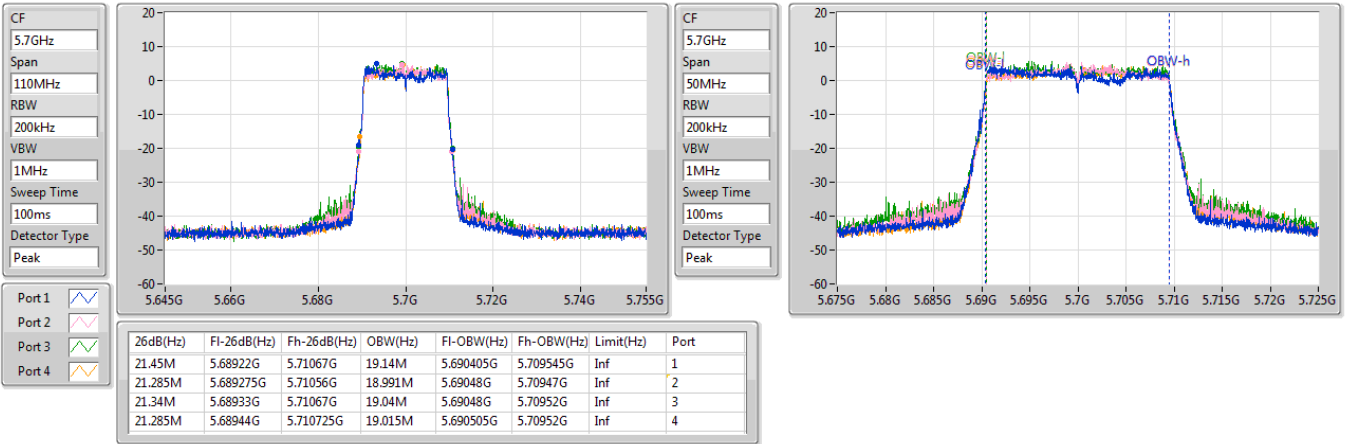 CF
5.7GHz
Span
110MHz
RBW
200kHz
VBW
1MHz
Sweep Time
100ms
Detector Type
Peak
20
10
0
-10
-20
-30
-40
-50
-60
5.645G 5.66G 5.68G 5.7G 5.72G 5.74G 5.755G
CF
5.7GHz
Span
50MHz
RBW
200kHz
VBW
1MHz
Sweep Time
100ms
Detector Type
Peak
20
10
0
-10
-20
-30
-40
-50
-60
OBW-l
OBW-h
5.675G 5.68G 5.685G 5.69G 5.695G 5.7G 5.705G 5.71G 5.715G 5.72G 5.725G
Port 1
Port 2
Port 3
Port 4
26dB(Hz) Fl-26dB(Hz) Fh-26dB(Hz) OBW(Hz) Fl-OBW(Hz) Fh-OBW(Hz) Limit(Hz) Port
21.45M 5.68922G 5.71067G 19.14M 5.690405G 5.709545G Inf 1
21.285M 5.689275G 5.71056G 18.991M 5.69048G 5.70947G Inf 2
21.34M 5.68933G 5.71067G 19.04M 5.69048G 5.70952G Inf 3
21.285M 5.68944G 5.710725G 19.015M 5.690505G 5.70952G Inf 4